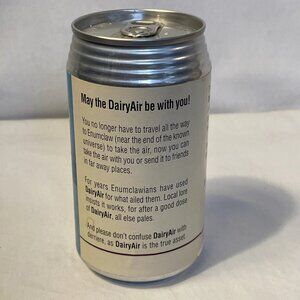 May the DairyAir be with you!
You no longer have to travel all the way
to Enumclaw (near the end of the known
universe) to take the air, now you can
take the air with you or send it to friends
in far away places.
For years Enumclawians have used
DairyAir for what ailed them. Local lore
insists it works, for after a good dose
of DairyAir, all else pales.
And please don't confuse DairyAir with
derriere, as DairyAir is the true asset.